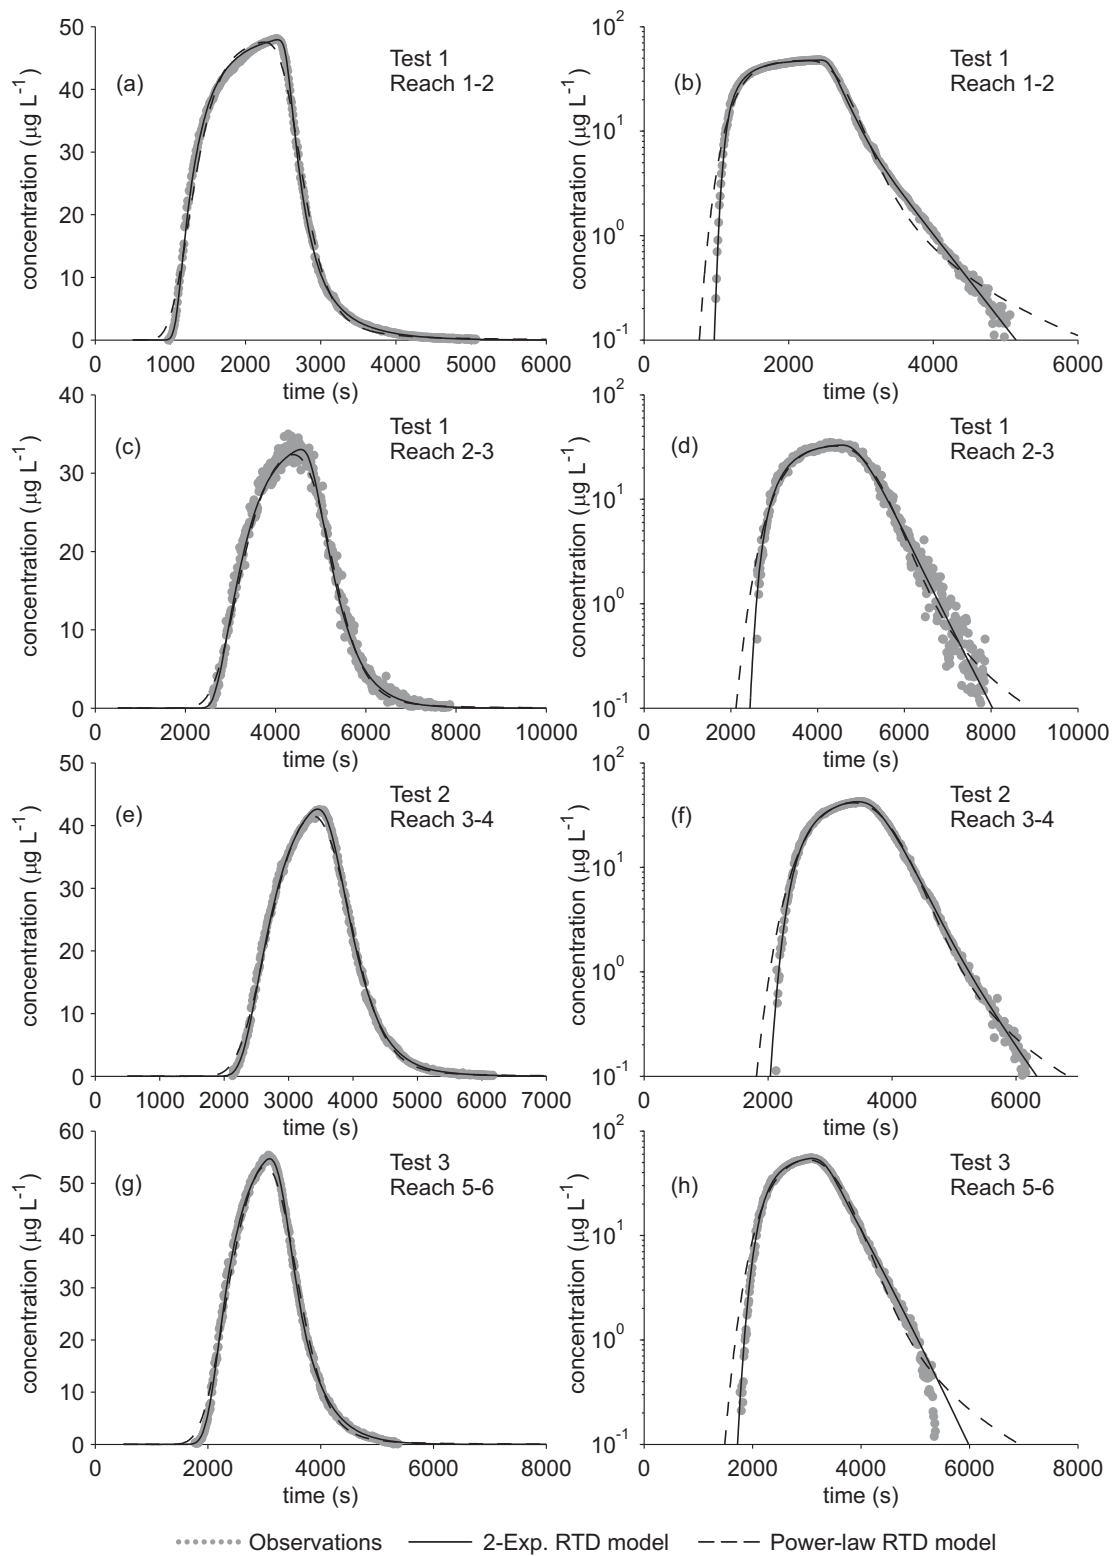 50
40
30
20
10
0
concentration (μg L⁻¹)
(a)
Test 1
Reach 1-2
0 1000 2000 3000 4000 5000 6000
time (s)
10²
10¹
10⁰
10⁻¹
concentration (μg L⁻¹)
(b)
Test 1
Reach 1-2
0 2000 4000 6000
time (s)
40
30
20
10
0
concentration (μg L⁻¹)
(c)
Test 1
Reach 2-3
0 2000 4000 6000 8000 10000
time (s)
10²
10¹
10⁰
10⁻¹
concentration (μg L⁻¹)
(d)
Test 1
Reach 2-3
0 2000 4000 6000 8000 10000
time (s)
50
40
30
20
10
0
concentration (μg L⁻¹)
(e)
Test 2
Reach 3-4
0 1000 2000 3000 4000 5000 6000 7000
time (s)
10²
10¹
10⁰
10⁻¹
concentration (μg L⁻¹)
(f)
Test 2
Reach 3-4
0 2000 4000 6000
time (s)
60
50
40
30
20
10
0
concentration (μg L⁻¹)
(g)
Test 3
Reach 5-6
0 2000 4000 6000 8000
time (s)
10²
10¹
10⁰
10⁻¹
concentration (μg L⁻¹)
(h)
Test 3
Reach 5-6
0 2000 4000 6000 8000
time (s)
Observations 2-Exp. RTD model Power-law RTD model